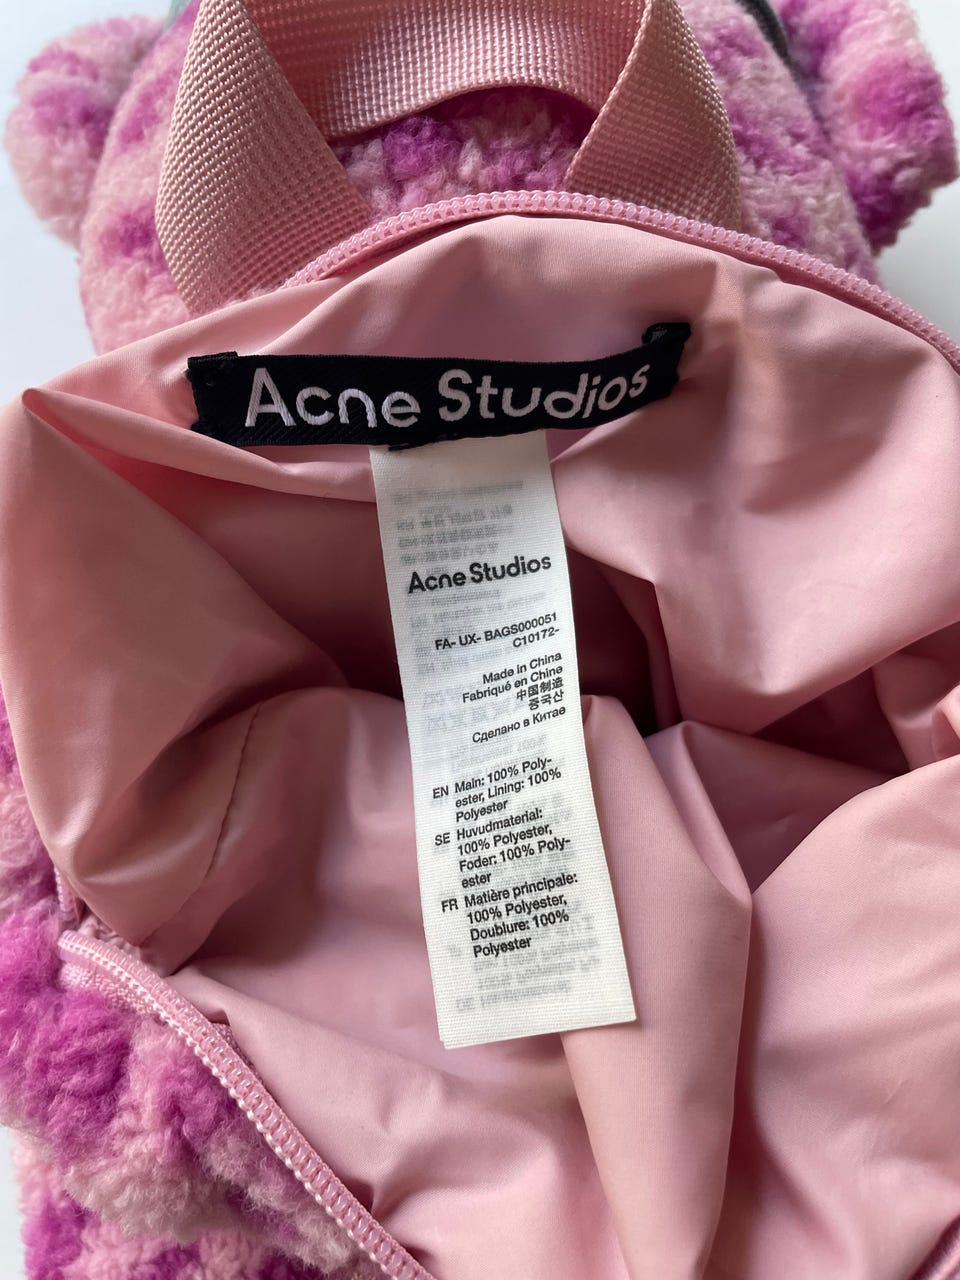 Acne Studios
Acne Studios
FA- UX- BAGS000051
C10172-
Made in China
Fabriqué en Chine
中国制造
중국산
Сделано в Китае
EN Main: 100% Poly-
ester, Lining: 100%
Polyester
SE Huvudmaterial:
100% Polyester,
Foder: 100% Poly-
ester
FR Matière principale:
100% Polyester,
Doublure: 100%
Polyester